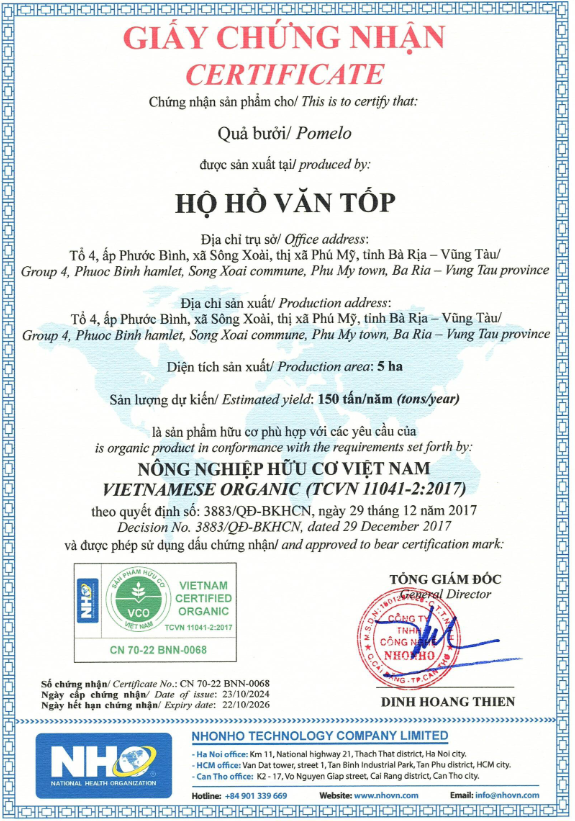 GIẤY CHỨNG NHẬN
CERTIFICATE
Chứng nhận sản phẩm cho/ This is to certify that:
Quả bưởi/ Pomelo
được sản xuất tại/ produced by:
HỘ HỒ VĂN TỐP
Địa chỉ trụ sở/ Office address:
Tổ 4, ấp Phước Bình, xã Sông Xoài, thị xã Phú Mỹ, tỉnh Bà Rịa – Vũng Tàu/
Group 4, Phuoc Binh hamlet, Song Xoai commune, Phu My town, Ba Ria – Vung Tau province
Địa chỉ sản xuất/ Production address:
Tổ 4, ấp Phước Bình, xã Sông Xoài, thị xã Phú Mỹ, tỉnh Bà Rịa – Vũng Tàu/
Group 4, Phuoc Binh hamlet, Song Xoai commune, Phu My town, Ba Ria – Vung Tau province
Diện tích sản xuất/ Production area: 5 ha
Sản lượng dự kiến/ Estimated yield: 150 tấn/năm (tons/year)
là sản phẩm hữu cơ phù hợp với các yêu cầu của
is organic product in conformance with the requirements set forth by:
NÔNG NGHIỆP HỮU CƠ VIỆT NAM
VIETNAMESE ORGANIC (TCVN 11041-2:2017)
theo quyết định số: 3883/QĐ-BKHCN, ngày 29 tháng 12 năm 2017
Decision No. 3883/QĐ-BKHCN, dated 29 December 2017
và được phép sử dụng dấu chứng nhận/ and approved to bear certification mark:
NHO
SẢN PHẨM HỮU CƠ
VCO
VIỆT NAM
VIETNAM
CERTIFIED
ORGANIC
TCVN 11041-2:2017
CN 70-22 BNN-0068
TỔNG GIÁM ĐỐC
General Director
CÔNG TY
TNHH
CÔNG NGHỆ
NHONHO
Q.CÁI RĂNG - TP.CẦN THƠ
DINH HOANG THIEN
Số chứng nhận/ Certificate No.: CN 70-22 BNN-0068
Ngày cấp chứng nhận/ Date of issue: 23/10/2024
Ngày hết hạn chứng nhận/ Expiry date: 22/10/2026
NHO
NATIONAL HEALTH ORGANIZATION
NHONHO TECHNOLOGY COMPANY LIMITED
- Ha Noi office: Km 11, National highway 21, Thach That district, Ha Noi city.
- HCM office: Van Dat tower, street 1, Tan Binh Industrial Park, Tan Phu district, HCM city.
- Can Tho office: K2 - 17, Vo Nguyen Giap street, Cai Rang district, Can Tho city.
Hotline: +84 901 339 669 Website: www.nhovn.com Email: info@nhovn.com